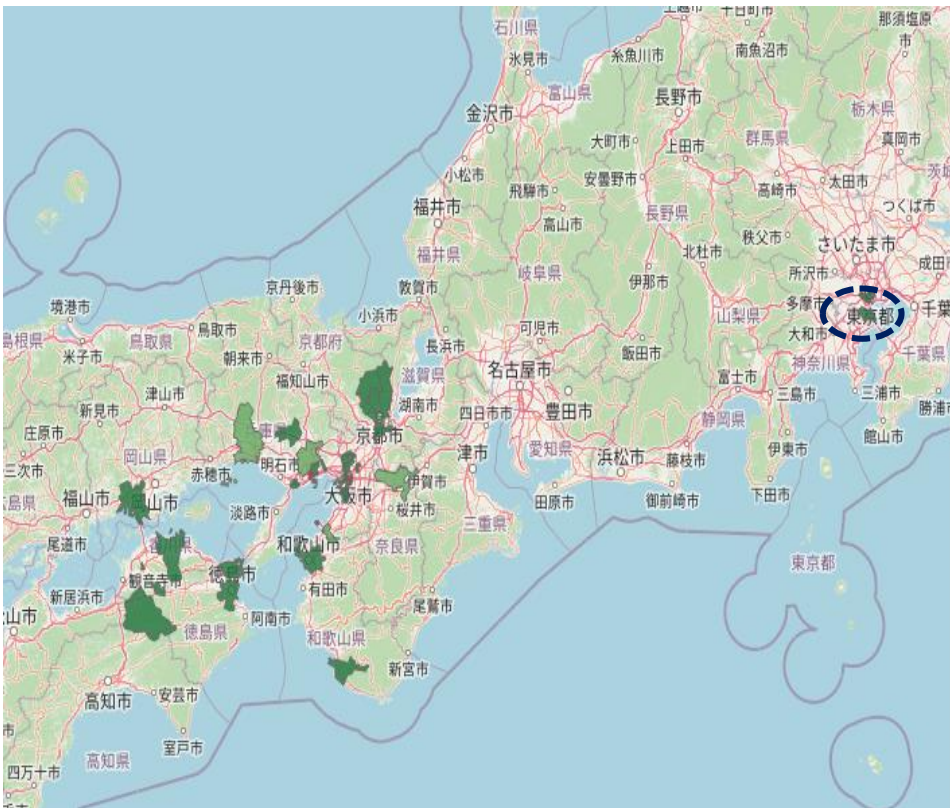 石川県
上越市
十日町市
那須塩原市
氷見市
糸魚川市
南魚沼市
富山県
長野市
栃木県
金沢市
大町市
上田市
群馬県
真岡市
小松市
飛騨市
安曇野市
高崎市
太田市
福井市
高山市
長野県
つくば市
秩父市
さいたま市
福井県
岐阜県
北杜市
伊那市
所沢市
成田市
京丹後市
敦賀市
境港市
小浜市
多摩市
東京都
千葉
山梨県
鳥取市
島根県
鳥取県
京都府
長浜市
可児市
大和市
米子市
朝来市
飯田市
神奈川県
千葉県
福知山市
滋賀県
名古屋市
富士市
三島市
三浦市
津山市
湖南市
新見市
四日市市
豊田市
静岡県
勝浦
庄原市
京都市
伊東市
館山市
岡山県
赤穂市
明石市
津市
愛知県
浜松市
藤枝市
三次市
伊賀市
下田市
福山市
岡山市
大阪市
田原市
御前崎市
淡路市
桜井市
三重県
尾道市
和歌山市
奈良県
東京都
観音寺市
徳島市
新居浜市
有田市
尾鷲市
阿南市
徳島県
和歌山県
新宮市
高知市
安芸市
室戸市
高知県
四万十市